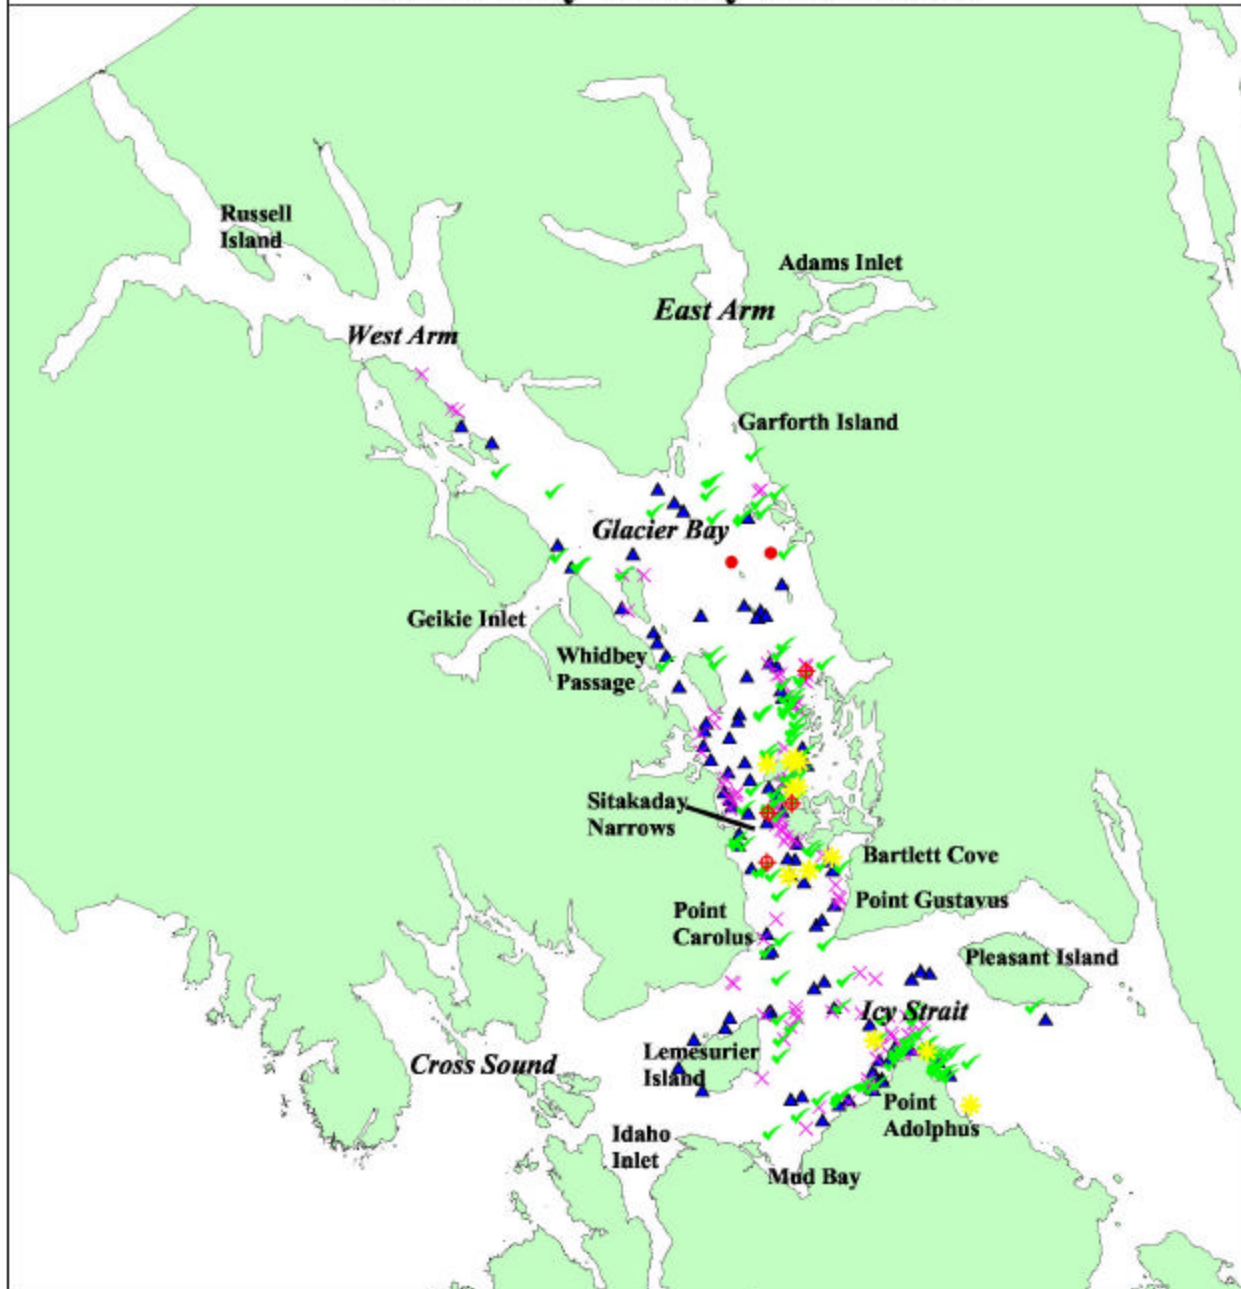 Russell
Island
Adams Inlet
East Arm
West Arm
Garforth Island
Glacier Bay
Geikie Inlet
Whidbey
Passage
Sitakaday
Narrows
Bartlett Cove
Point Gustavus
Point
Carolus
Pleasant Island
Icy Strait
Lemesurier
Island
Cross Sound
Point
Adolphus
Idaho
Inlet
Mud Bay